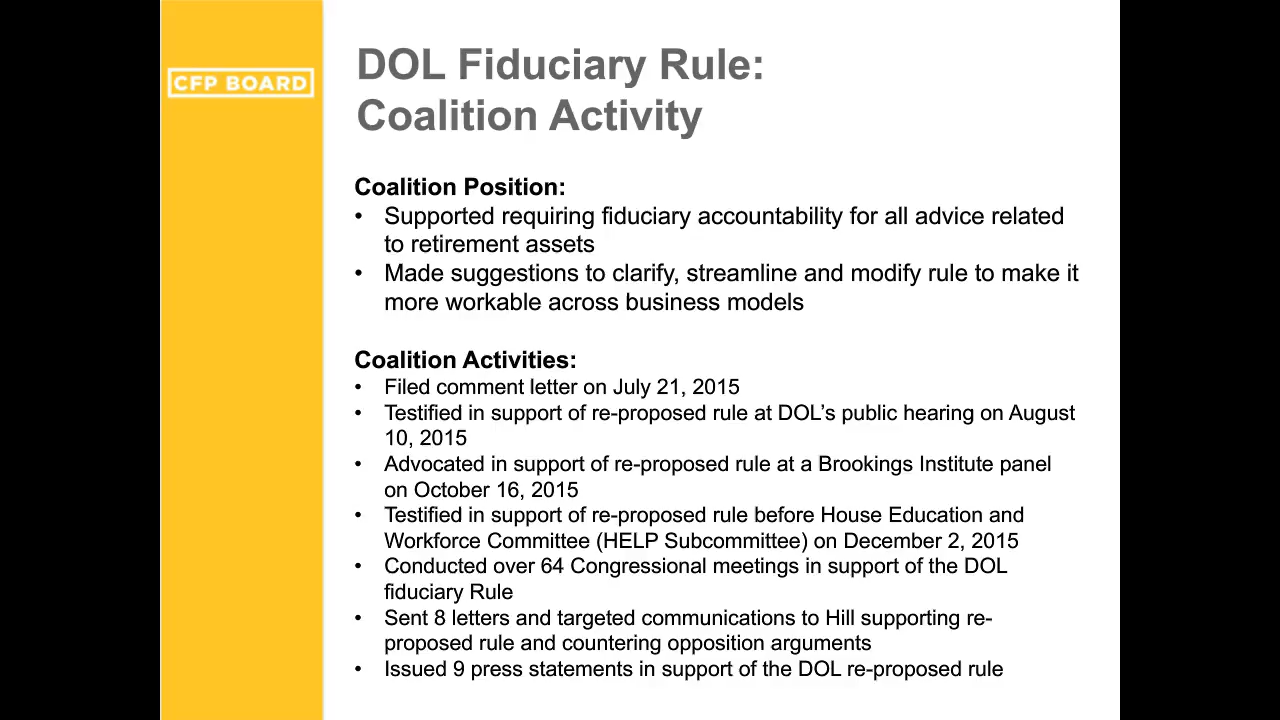 CFP BOARD
DOL Fiduciary Rule:
Coalition Activity
Coalition Position:
• Supported requiring fiduciary accountability for all advice related
to retirement assets
• Made suggestions to clarify, streamline and modify rule to make it
more workable across business models
Coalition Activities:
• Filed comment letter on July 21, 2015
• Testified in support of re-proposed rule at DOL’s public hearing on August
10, 2015
• Advocated in support of re-proposed rule at a Brookings Institute panel
on October 16, 2015
• Testified in support of re-proposed rule before House Education and
Workforce Committee (HELP Subcommittee) on December 2, 2015
• Conducted over 64 Congressional meetings in support of the DOL
fiduciary Rule
• Sent 8 letters and targeted communications to Hill supporting re-
proposed rule and countering opposition arguments
• Issued 9 press statements in support of the DOL re-proposed rule